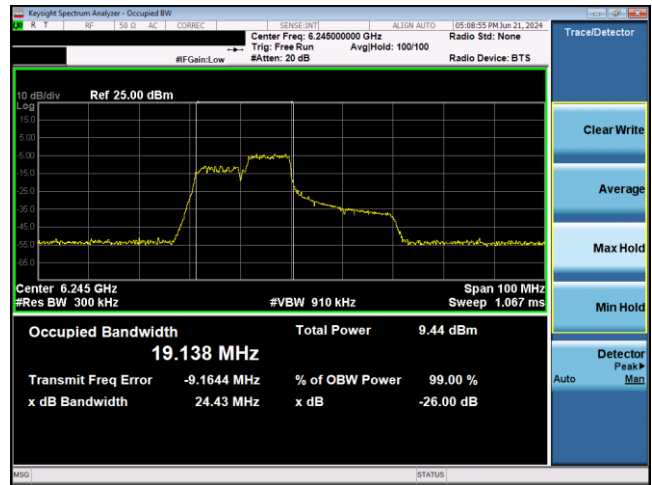 Keysight Spectrum Analyzer - Occupied BW
R T RF 50 Ω AC CORREC SENSE:INT ALIGN AUTO 05:08:55 PM Jun 21, 2024
Center Freq: 6.245000000 GHz Radio Std: None
Trig: Free Run Avg|Hold: 100/100
#IFGain:Low #Atten: 20 dB Radio Device: BTS
10 dB/div Ref 25.00 dBm
Log
15.0
5.00
-5.00
-15.0
-25.0
-35.0
-45.0
-55.0
-65.0
Center 6.245 GHz Span 100 MHz
#Res BW 300 kHz #VBW 910 kHz Sweep 1.067 ms
Occupied Bandwidth Total Power 9.44 dBm
19.138 MHz
Transmit Freq Error -9.1644 MHz % of OBW Power 99.00 %
x dB Bandwidth 24.43 MHz x dB -26.00 dB
MSG STATUS
Trace/Detector
Clear Write
Average
Max Hold
Min Hold
Detector
Peak▶
Auto Man